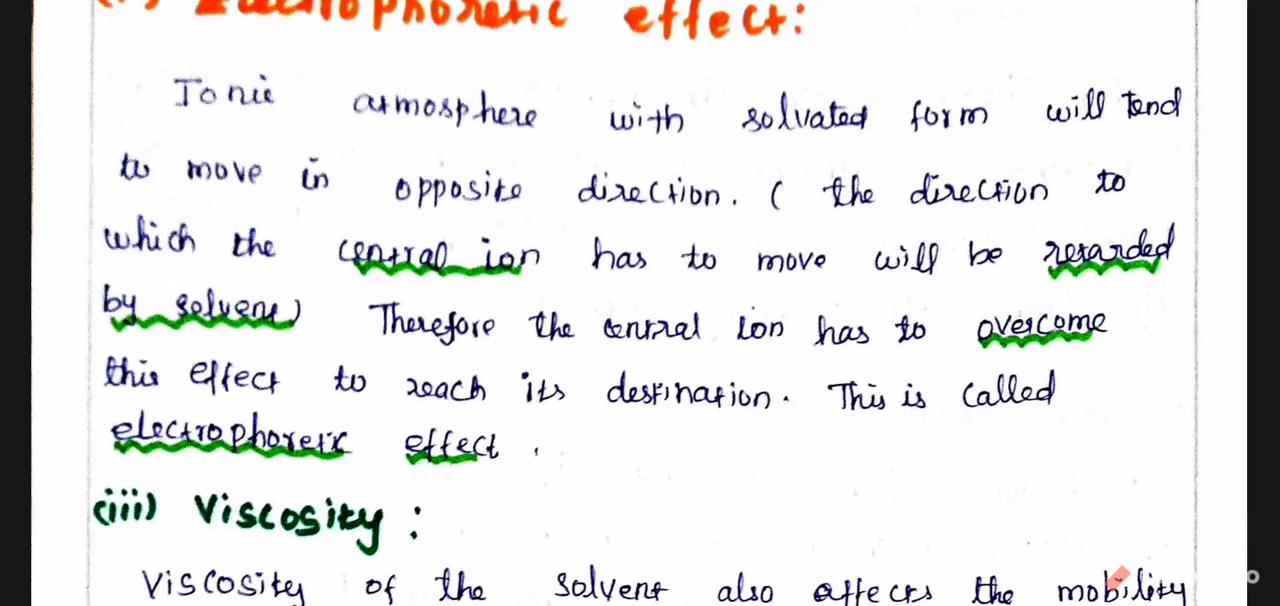 Electrophoretic effect:
Ionic atmosphere with solvated form will tend
to move in opposite direction. ( the direction to
which the central ion has to move will be retarded
by solvent) Therefore the central ion has to overcome
this effect to reach its destination. This is called
electrophoretic effect.
(iii) Viscosity:
Viscosity of the solvent also affects the mobility